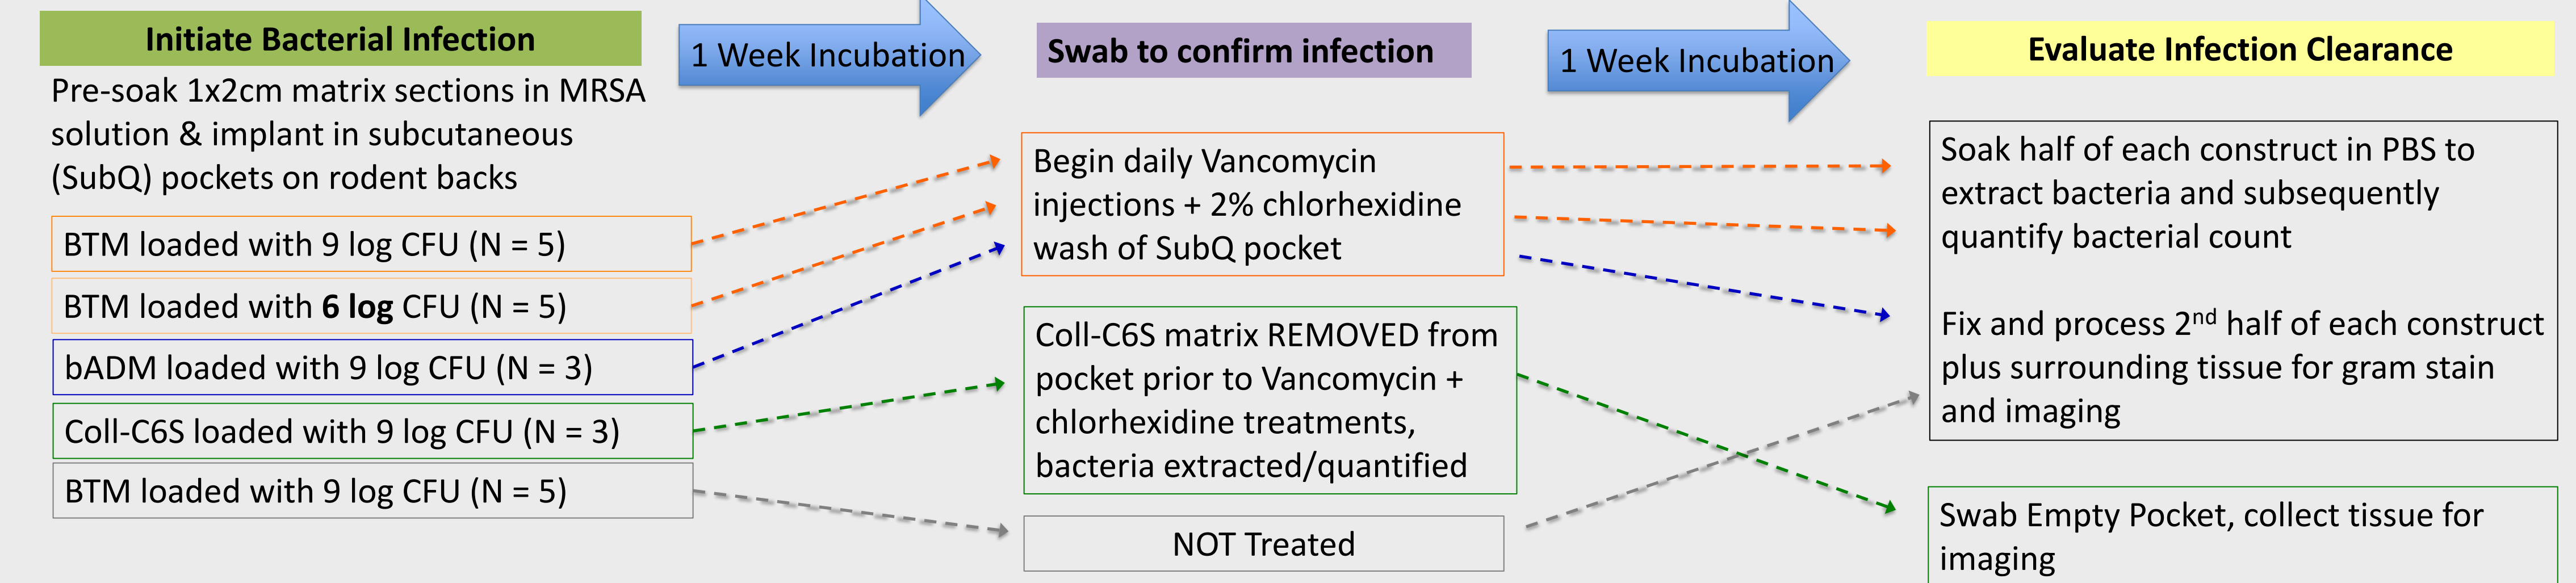 Initiate Bacterial Infection
Pre-soak 1x2cm matrix sections in MRSA
solution & implant in subcutaneous
(SubQ) pockets on rodent backs
BTM loaded with 9 log CFU (N = 5)
BTM loaded with 6 log CFU (N = 5)
bADM loaded with 9 log CFU (N = 3)
Coll-C6S loaded with 9 log CFU (N = 3)
BTM loaded with 9 log CFU (N = 5)
1 Week Incubation
Swab to confirm infection
Begin daily Vancomycin
injections + 2% chlorhexidine
wash of SubQ pocket
Coll-C6S matrix REMOVED from
pocket prior to Vancomycin +
chlorhexidine treatments,
bacteria extracted/quantified
NOT Treated
1 Week Incubation
Evaluate Infection Clearance
Soak half of each construct in PBS to
extract bacteria and subsequently
quantify bacterial count
Fix and process 2nd half of each construct
plus surrounding tissue for gram stain
and imaging
Swab Empty Pocket, collect tissue for
imaging